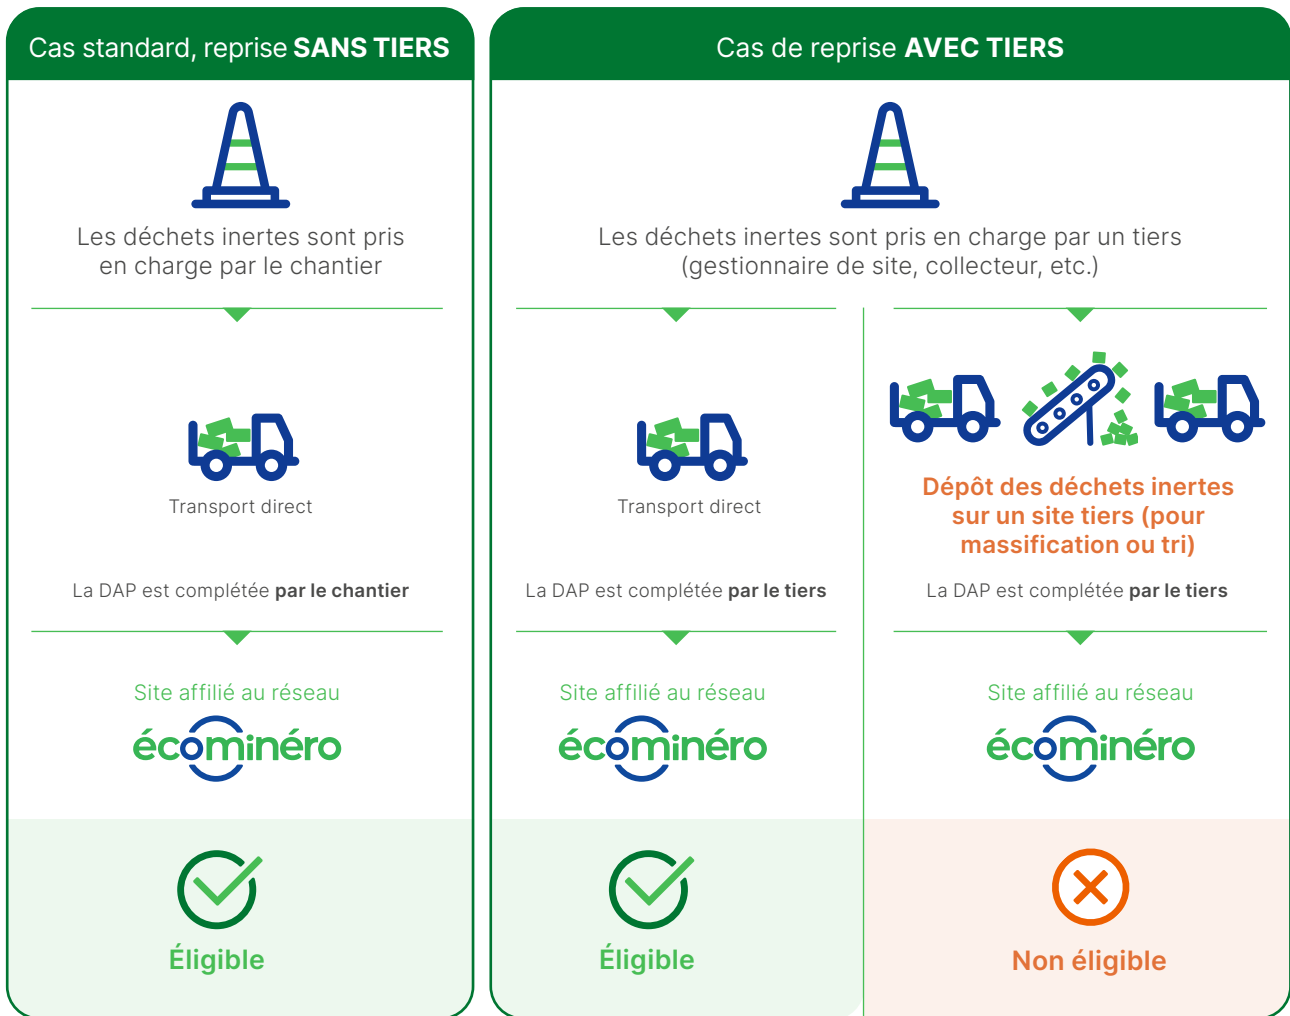 Cas standard, reprise SANS TIERS
Les déchets inertes sont pris
en charge par le chantier
Transport direct
La DAP est complétée par le chantier
Site affilié au réseau
écominéro
Éligible
Cas de reprise AVEC TIERS
Les déchets inertes sont pris en charge par un tiers
(gestionnaire de site, collecteur, etc.)
Transport direct
La DAP est complétée par le tiers
Site affilié au réseau
écominéro
Éligible
Dépôt des déchets inertes
sur un site tiers (pour
massification ou tri)
La DAP est complétée par le tiers
Site affilié au réseau
écominéro
Non éligible